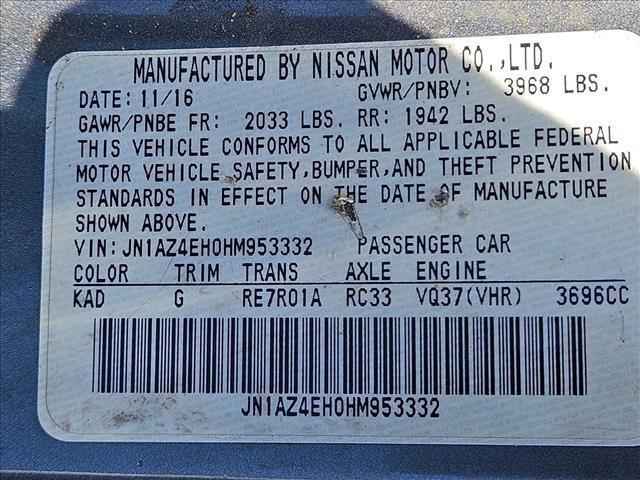 MANUFACTURED BY NISSAN MOTOR CO.,LTD.
DATE: 11/16 GVWR/PNBV: 3968 LBS.
GAWR/PNBE FR: 2033 LBS. RR: 1942 LBS.
THIS VEHICLE CONFORMS TO ALL APPLICABLE FEDERAL
MOTOR VEHICLE SAFETY,BUMPER,AND THEFT PREVENTION
STANDARDS IN EFFECT ON THE DATE OF MANUFACTURE
SHOWN ABOVE.
VIN: JN1AZ4EH0HM953332 PASSENGER CAR
COLOR TRIM TRANS AXLE ENGINE
KAD G RE7R01A RC33 VQ37(VHR) 3696CC
JN1AZ4EH0HM953332